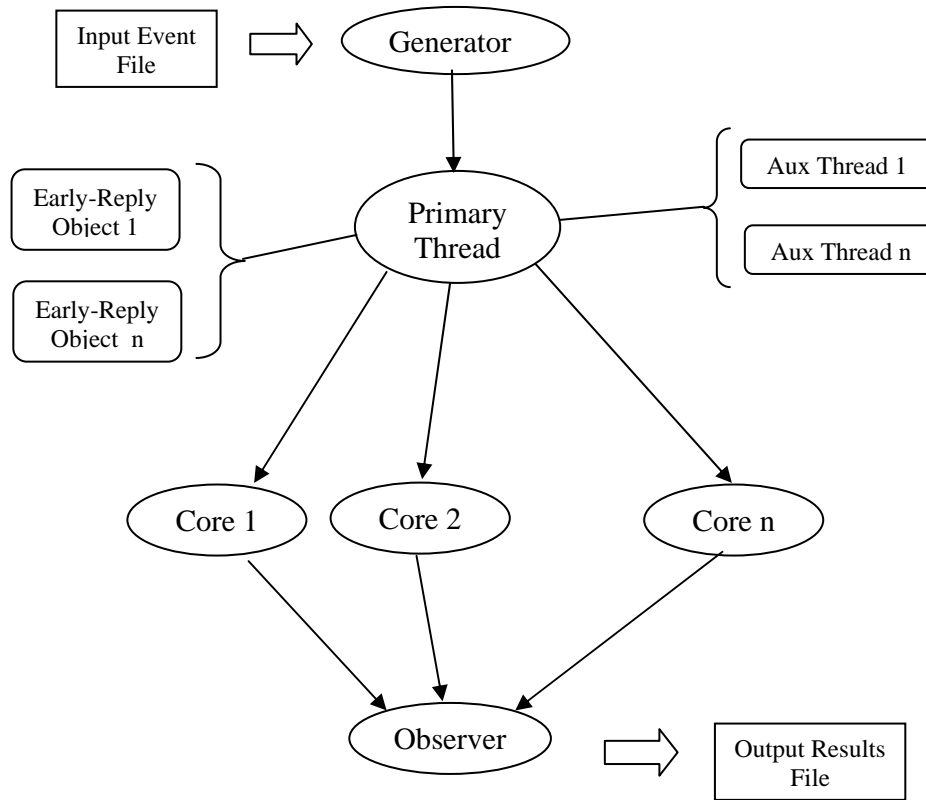 Input Event
File
Generator
Early-Reply
Object 1
Early-Reply
Object n
Primary
Thread
Aux Thread 1
Aux Thread n
Core 1
Core 2
Core n
Observer
Output Results
File